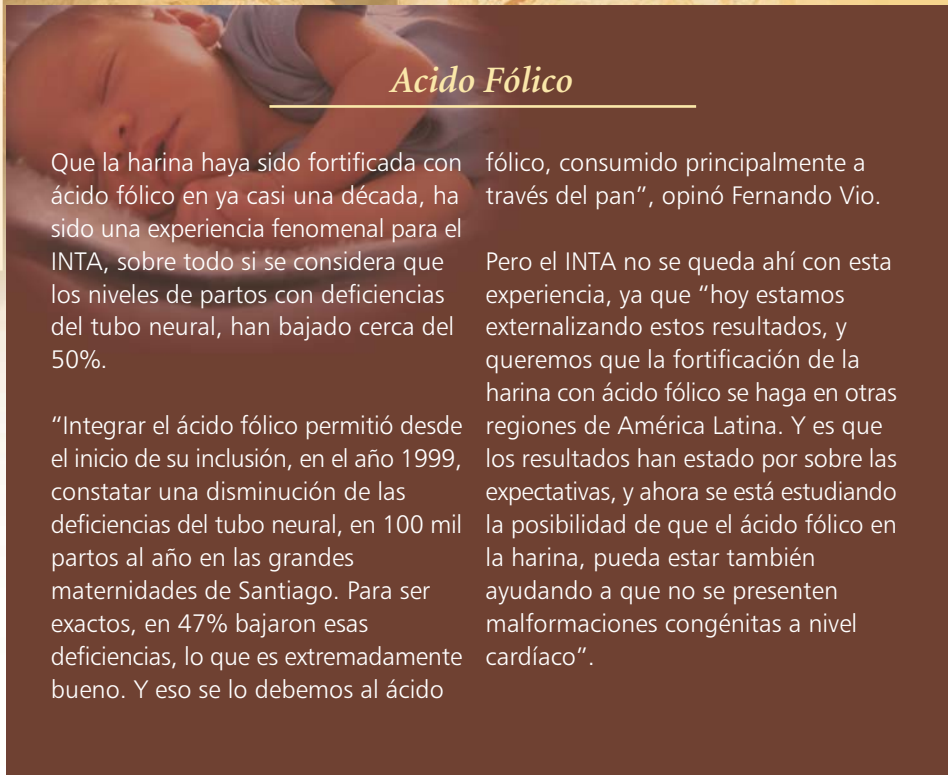 Acido Fólico
Que la harina haya sido fortificada con
ácido fólico en ya casi una década, ha
sido una experiencia fenomenal para el
INTA, sobre todo si se considera que
los niveles de partos con deficiencias
del tubo neural, han bajado cerca del
50%.
“Integrar el ácido fólico permitió desde
el inicio de su inclusión, en el año 1999,
constatar una disminución de las
deficiencias del tubo neural, en 100 mil
partos al año en las grandes
maternidades de Santiago. Para ser
exactos, en 47% bajaron esas
deficiencias, lo que es extremadamente
bueno. Y eso se lo debemos al ácido
fólico, consumido principalmente a
través del pan”, opinó Fernando Vio.
Pero el INTA no se queda ahí con esta
experiencia, ya que “hoy estamos
externalizando estos resultados, y
queremos que la fortificación de la
harina con ácido fólico se haga en otras
regiones de América Latina. Y es que
los resultados han estado por sobre las
expectativas, y ahora se está estudiando
la posibilidad de que el ácido fólico en
la harina, pueda estar también
ayudando a que no se presenten
malformaciones congénitas a nivel
cardíaco”.